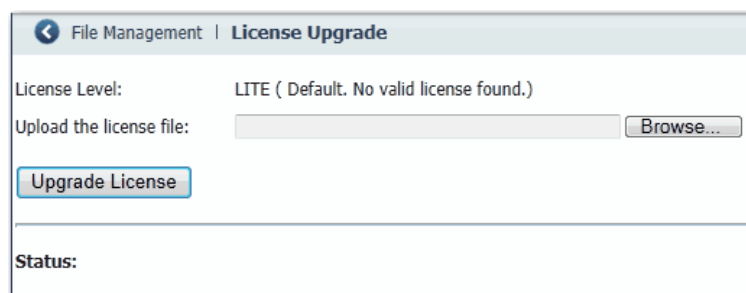 File Management | License Upgrade
License Level: LITE ( Default. No valid license found.)
Upload the license file: Browse...
Upgrade License
Status: